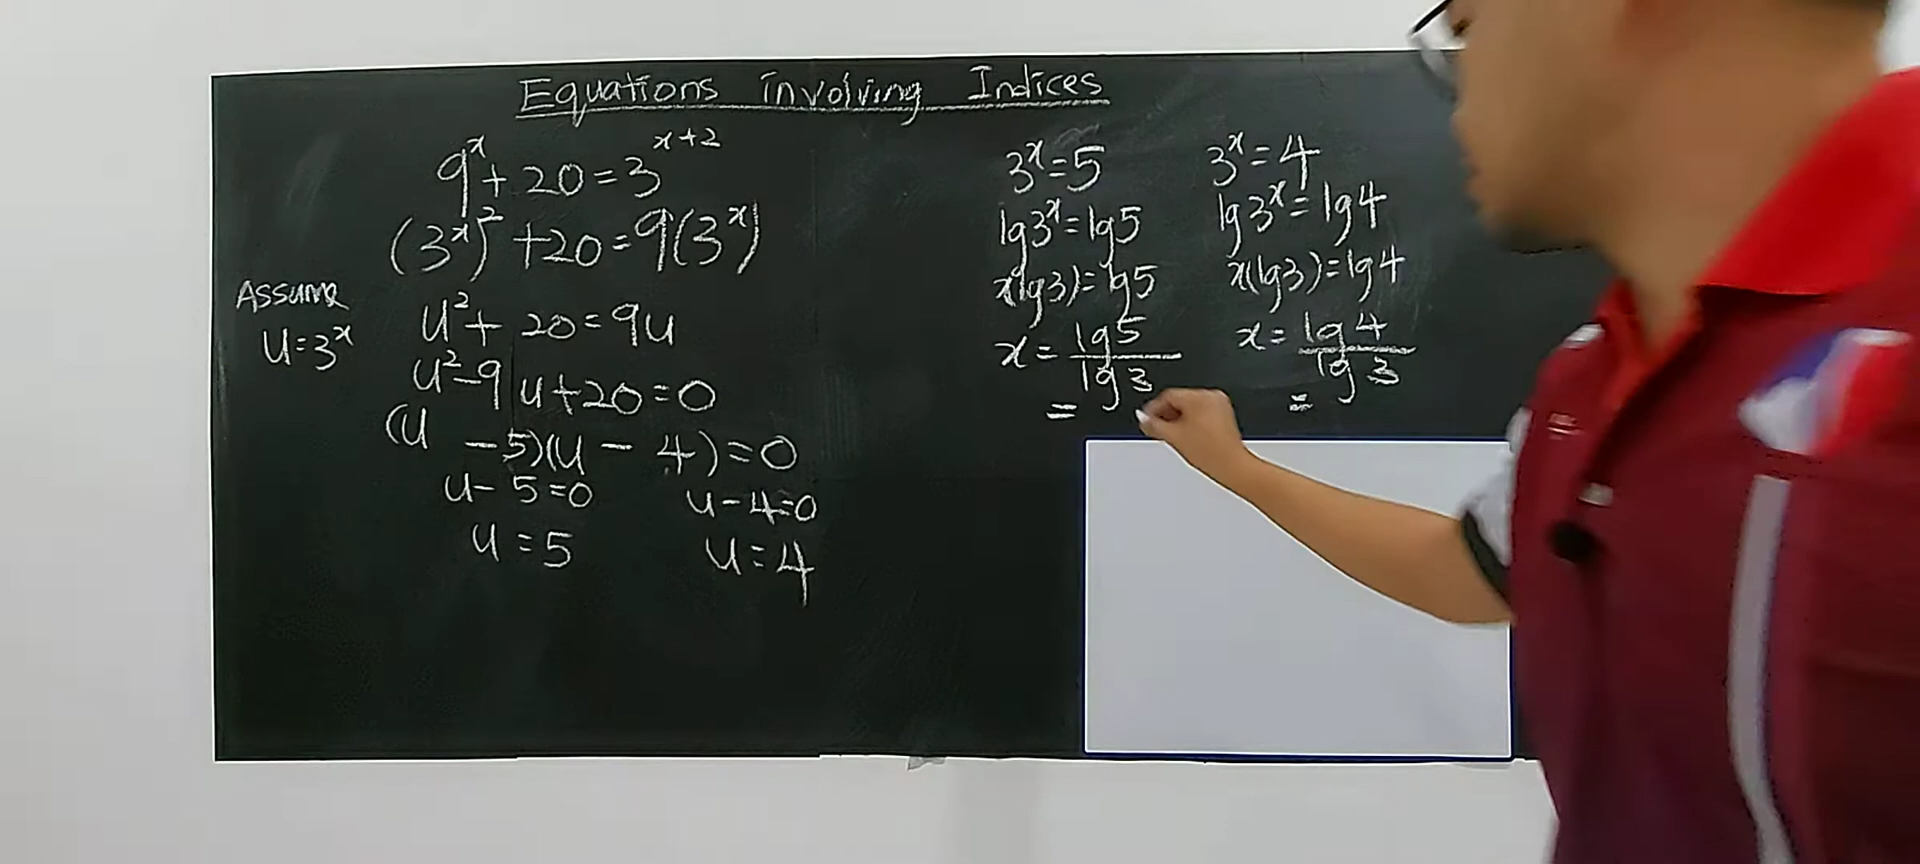 Equations involving Indices
9^x + 20 = 3^{x+2}
(3^x)^2 + 20 = 9(3^x)
Assume
u = 3^x
u^2 + 20 = 9u
u^2 - 9u + 20 = 0
(u - 5)(u - 4) = 0
u - 5 = 0 u - 4 = 0
u = 5 u = 4
3^x = 5
lg 3^x = lg 5
x(lg 3) = lg 5
x = lg 5 / lg 3
=
3^x = 4
lg 3^x = lg 4
x(lg 3) = lg 4
x = lg 4 / lg 3
=